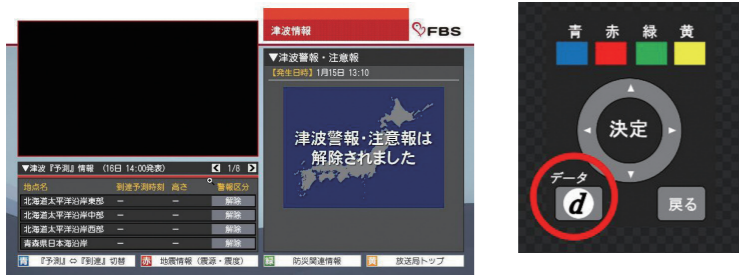 津波情報
FBS
▼津波警報・注意報
【発生日時】1月15日 13:10
津波警報・注意報は
解除されました
▼津波『予測』情報 (16日 14:00発表) 1/8
地点名 到達予測時刻 高さ 警報区分
北海道太平洋沿岸東部 － － 解除
北海道太平洋沿岸中部 － － 解除
北海道太平洋沿岸西部 － － 解除
青森県日本海沿岸 － － 解除
青 『予測』⇔『到達』切替 赤 地震情報(震源・震度) 緑 防災関連情報 黄 放送局トップ
青 赤 緑 黄
決定
データ
d
戻る